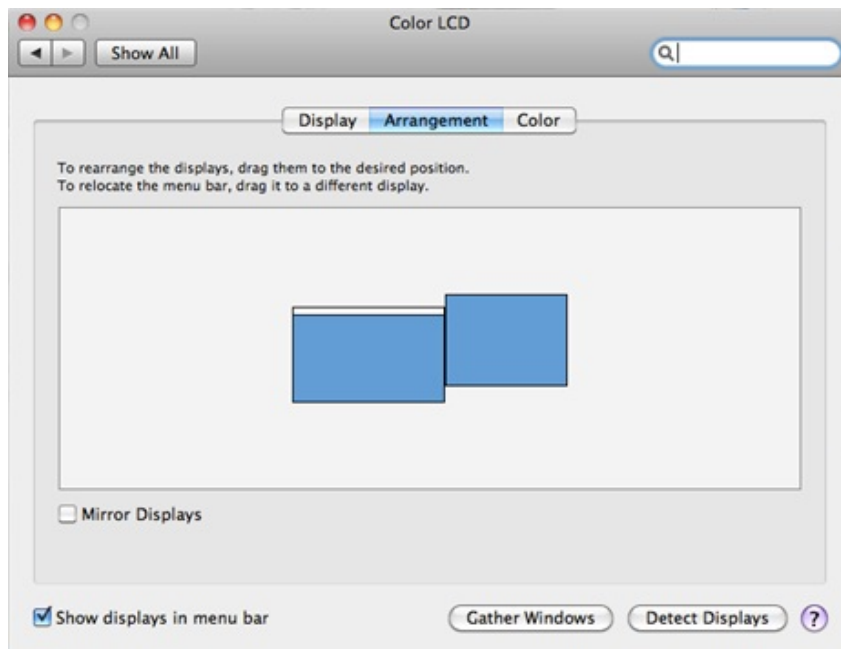 Color LCD
Show All
Display Arrangement Color
To rearrange the displays, drag them to the desired position.
To relocate the menu bar, drag it to a different display.
Mirror Displays
Show displays in menu bar
Gather Windows
Detect Displays
?